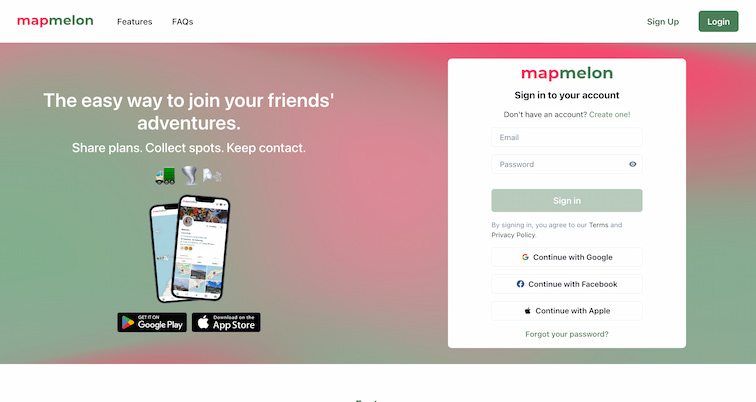 mapmelon
Features
FAQs
Sign Up
Login
The easy way to join your friends'
adventures.
Share plans. Collect spots. Keep contact.
GET IT ON
Google Play
Download on the
App Store
mapmelon
Sign in to your account
Don't have an account? Create one!
Email
Password
Sign in
By signing in, you agree to our Terms and
Privacy Policy.
Continue with Google
Continue with Facebook
Continue with Apple
Forgot your password?